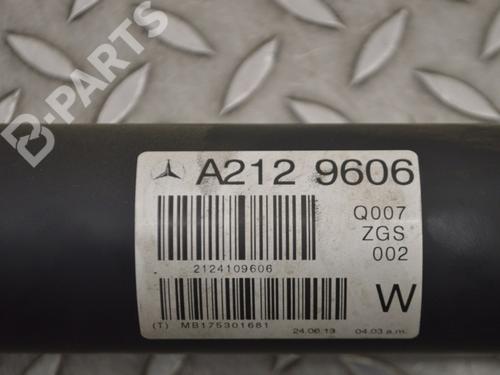 B-PARTS
A212 9606
Q007
ZGS
002
2124109606
W
(T) MB175301681 24.06.13 04.03 a.m.